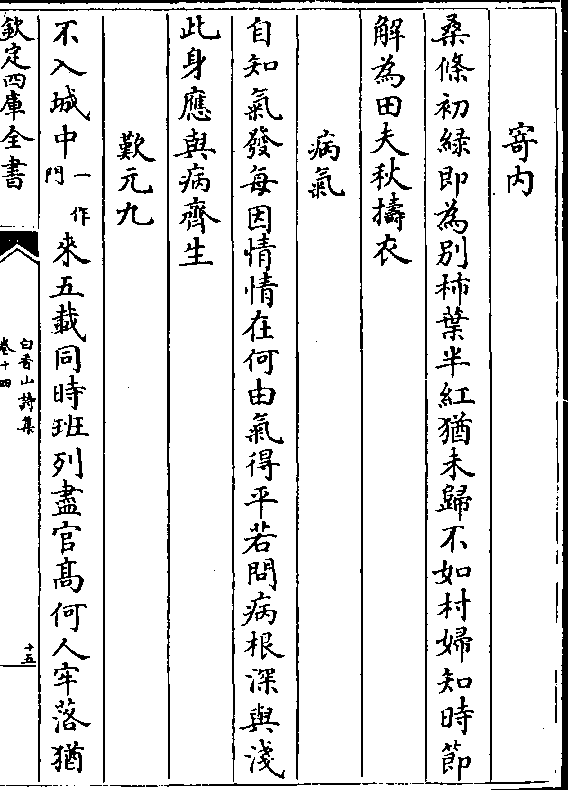 寄内
桑條初緑即為別柿葉半紅猶未歸不如村婦知時節
解為田夫秋擣衣
病氣
自知氣發每因情情在何由氣得平若問病根深與淺
此身應與病齊生
歎元九
不入城中一作門來五載同時班列盡官髙何人牢落猶
欽定四庫全書
白香山詩集
卷十四
十五